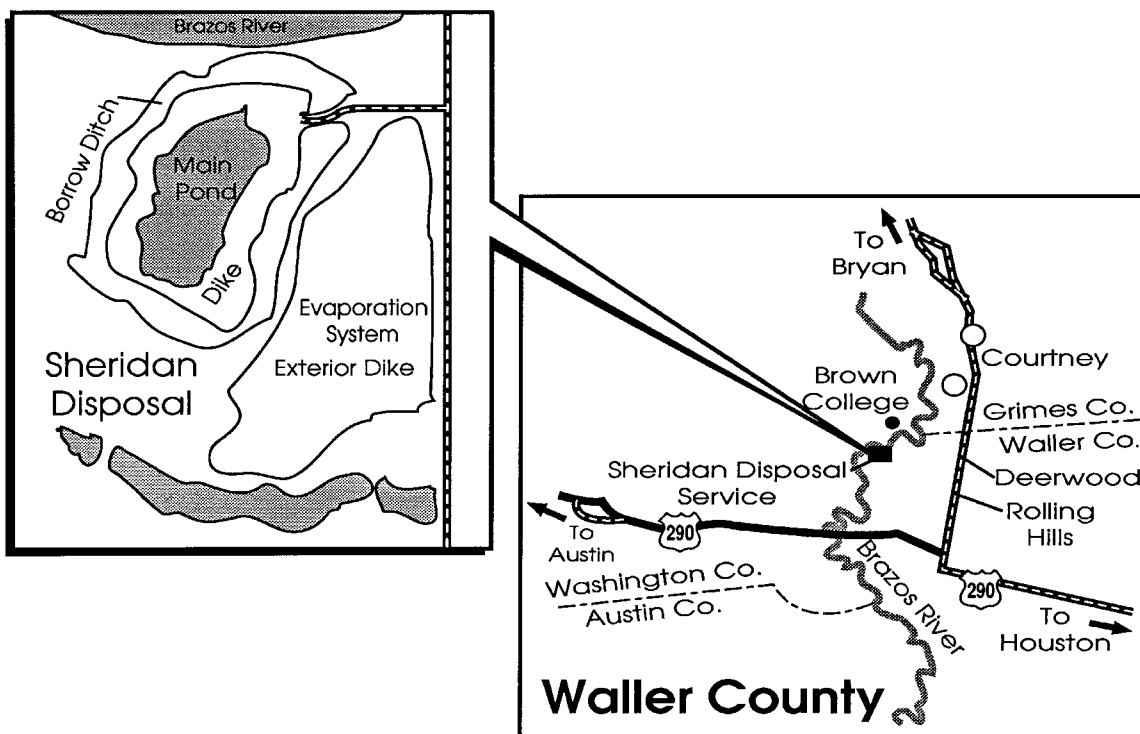 Brazos River
Borrow Ditch
Main
Pond
Dike
Evaporation
System
Exterior Dike
Sheridan
Disposal
To
Bryan
Courtney
Brown
College
Grimes Co.
Waller Co.
Sheridan Disposal
Service
Deerwood
Rolling
Hills
To
Austin
290
Brazos River
Washington Co.
Austin Co.
290
To
Houston
Waller County